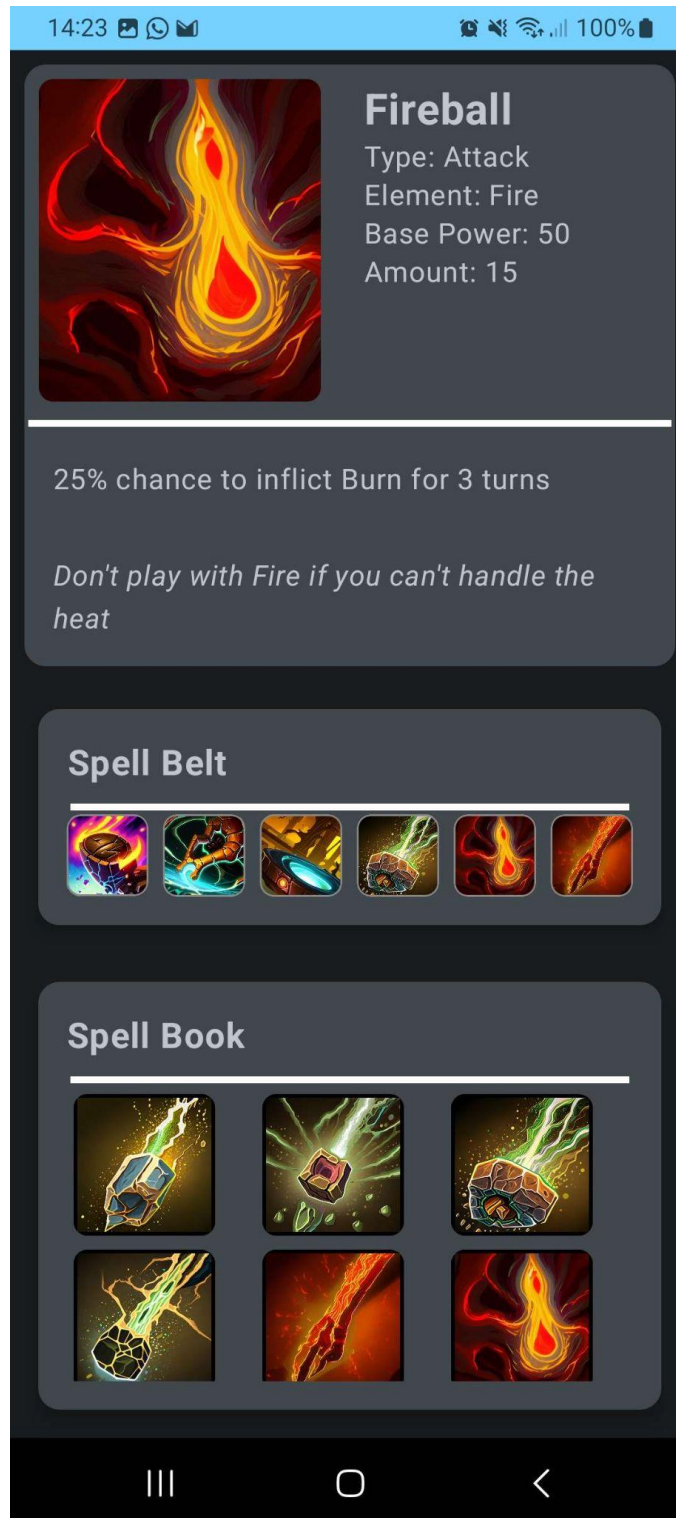 14:23
100%
Fireball
Type: Attack
Element: Fire
Base Power: 50
Amount: 15
25% chance to inflict Burn for 3 turns
Don't play with Fire if you can't handle the
heat
Spell Belt
Spell Book